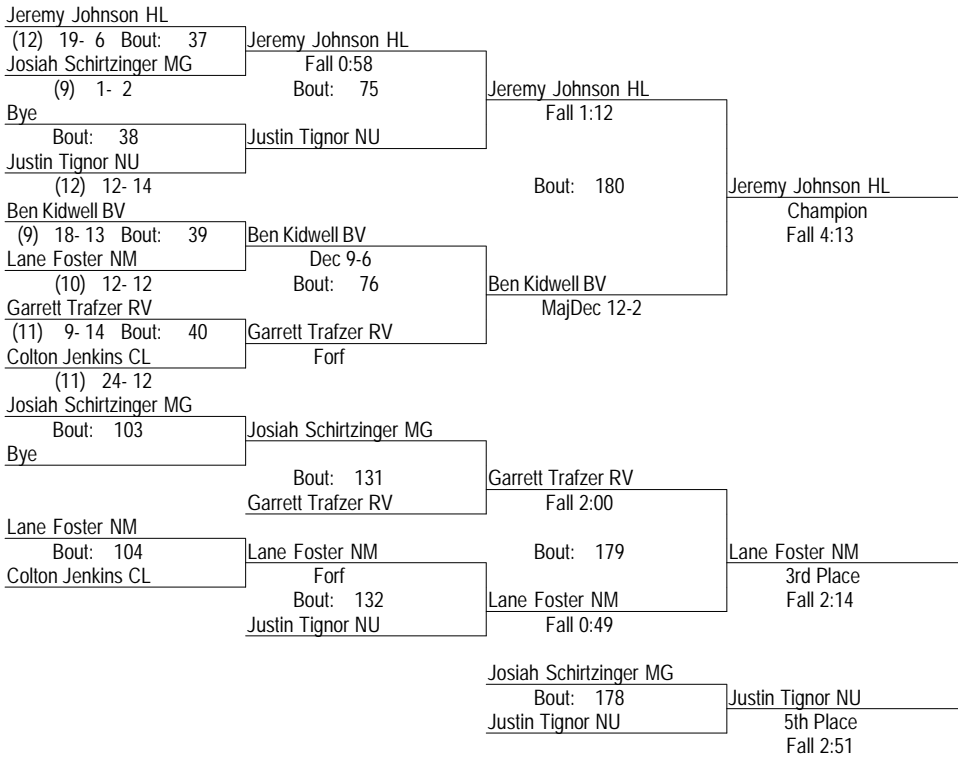 Jeremy Johnson HL
(12) 19- 6 Bout: 37
Jeremy Johnson HL
Josiah Schirtzinger MG
Fall 0:58
(9) 1- 2
Bout: 75
Jeremy Johnson HL
Bye
Fall 1:12
Bout: 38
Justin Tignor NU
Justin Tignor NU
(12) 12- 14
Bout: 180
Jeremy Johnson HL
Ben Kidwell BV
Champion
(9) 18- 13 Bout: 39
Ben Kidwell BV
Fall 4:13
Lane Foster NM
Dec 9-6
(10) 12- 12
Bout: 76
Ben Kidwell BV
Garrett Trafzer RV
MajDec 12-2
(11) 9- 14 Bout: 40
Garrett Trafzer RV
Colton Jenkins CL
Forf
(11) 24- 12
Josiah Schirtzinger MG
Bout: 103
Josiah Schirtzinger MG
Bye
Bout: 131
Garrett Trafzer RV
Garrett Trafzer RV
Fall 2:00
Lane Foster NM
Bout: 104
Lane Foster NM
Bout: 179
Lane Foster NM
Colton Jenkins CL
Forf
3rd Place
Bout: 132
Lane Foster NM
Fall 2:14
Justin Tignor NU
Fall 0:49
Josiah Schirtzinger MG
Bout: 178
Justin Tignor NU
Justin Tignor NU
5th Place
Fall 2:51